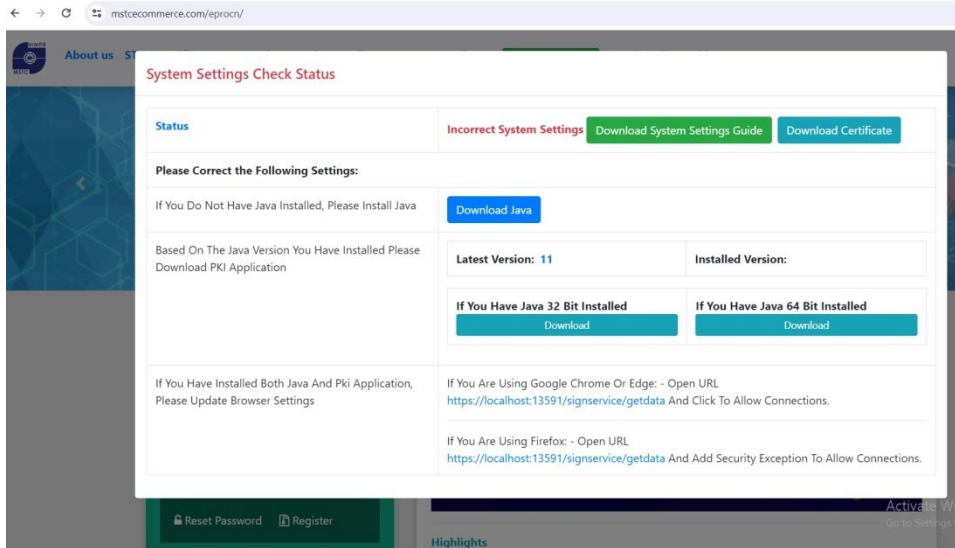 mstcecommerce.com/eprocn/
MSTC
About us ST
System Settings Check Status
Status
Incorrect System Settings Download System Settings Guide Download Certificate
Please Correct the Following Settings:
If You Do Not Have Java Installed, Please Install Java
Download Java
Based On The Java Version You Have Installed Please
Download PKI Application
Latest Version: 11 Installed Version:
If You Have Java 32 Bit Installed If You Have Java 64 Bit Installed
Download Download
If You Have Installed Both Java And Pki Application,
Please Update Browser Settings
If You Are Using Google Chrome Or Edge: - Open URL
https://localhost:13591/signservice/getdata And Click To Allow Connections.
If You Are Using Firefox: - Open URL
https://localhost:13591/signservice/getdata And Add Security Exception To Allow Connections.
Reset Password Register
Activate W
Go to Settings
Highlights